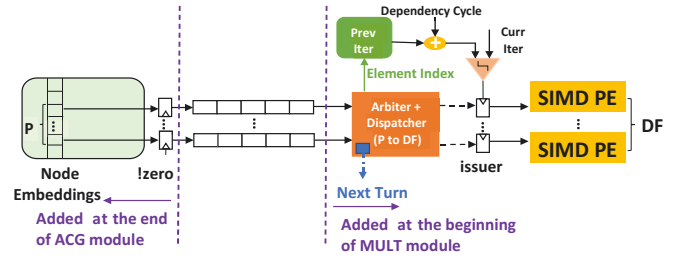 Dependency Cycle
Prev
Iter
+
Curr
Iter
Element Index
P
Arbiter +
Dispatcher
(P to DF)
SIMD PE
SIMD PE
DF
Node
Embeddings
!zero
Next Turn
issuer
Added at the end
of ACG module
Added at the beginning
of MULT module